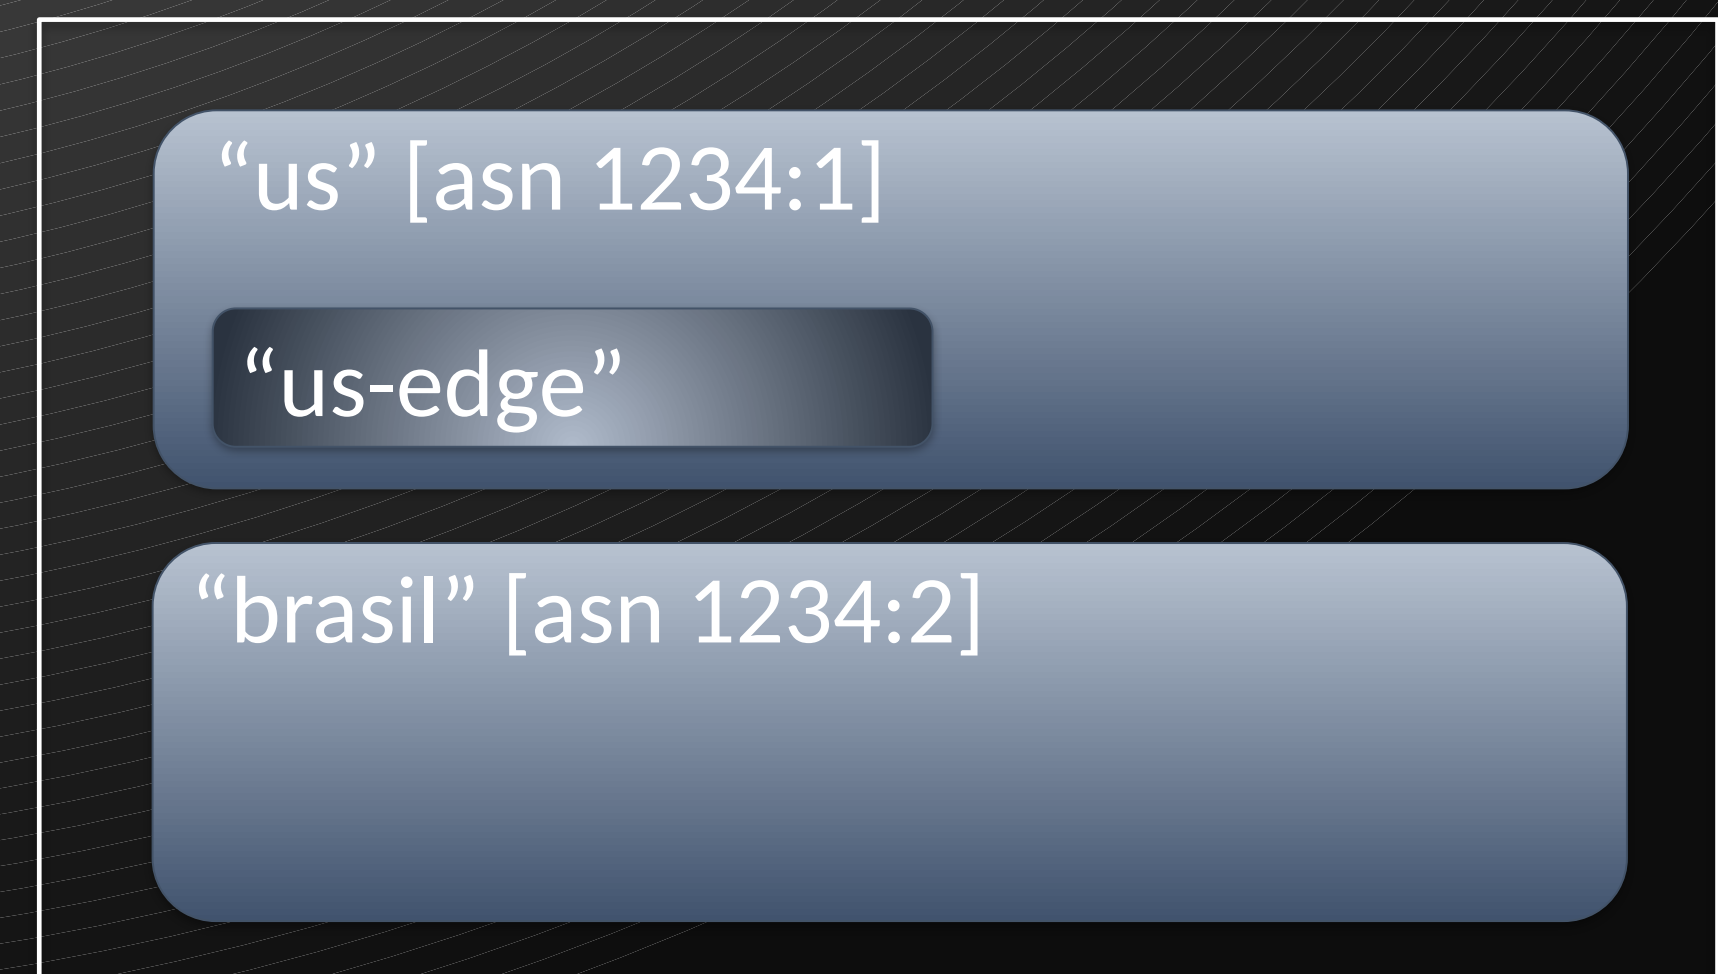 “us” [asn 1234:1]
“us-edge”
“brasil” [asn 1234:2]